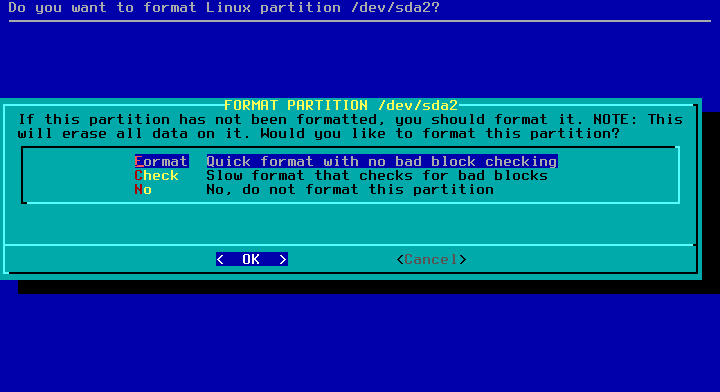 Do you want to format Linux partition /dev/sda2?
FORMAT PARTITION /dev/sda2
If this partition has not been formatted, you should format it. NOTE: This
will erase all data on it. Would you like to format this partition?
Format Quick format with no bad block checking
Check Slow format that checks for bad blocks
No No, do not format this partition
< OK > <Cancel>